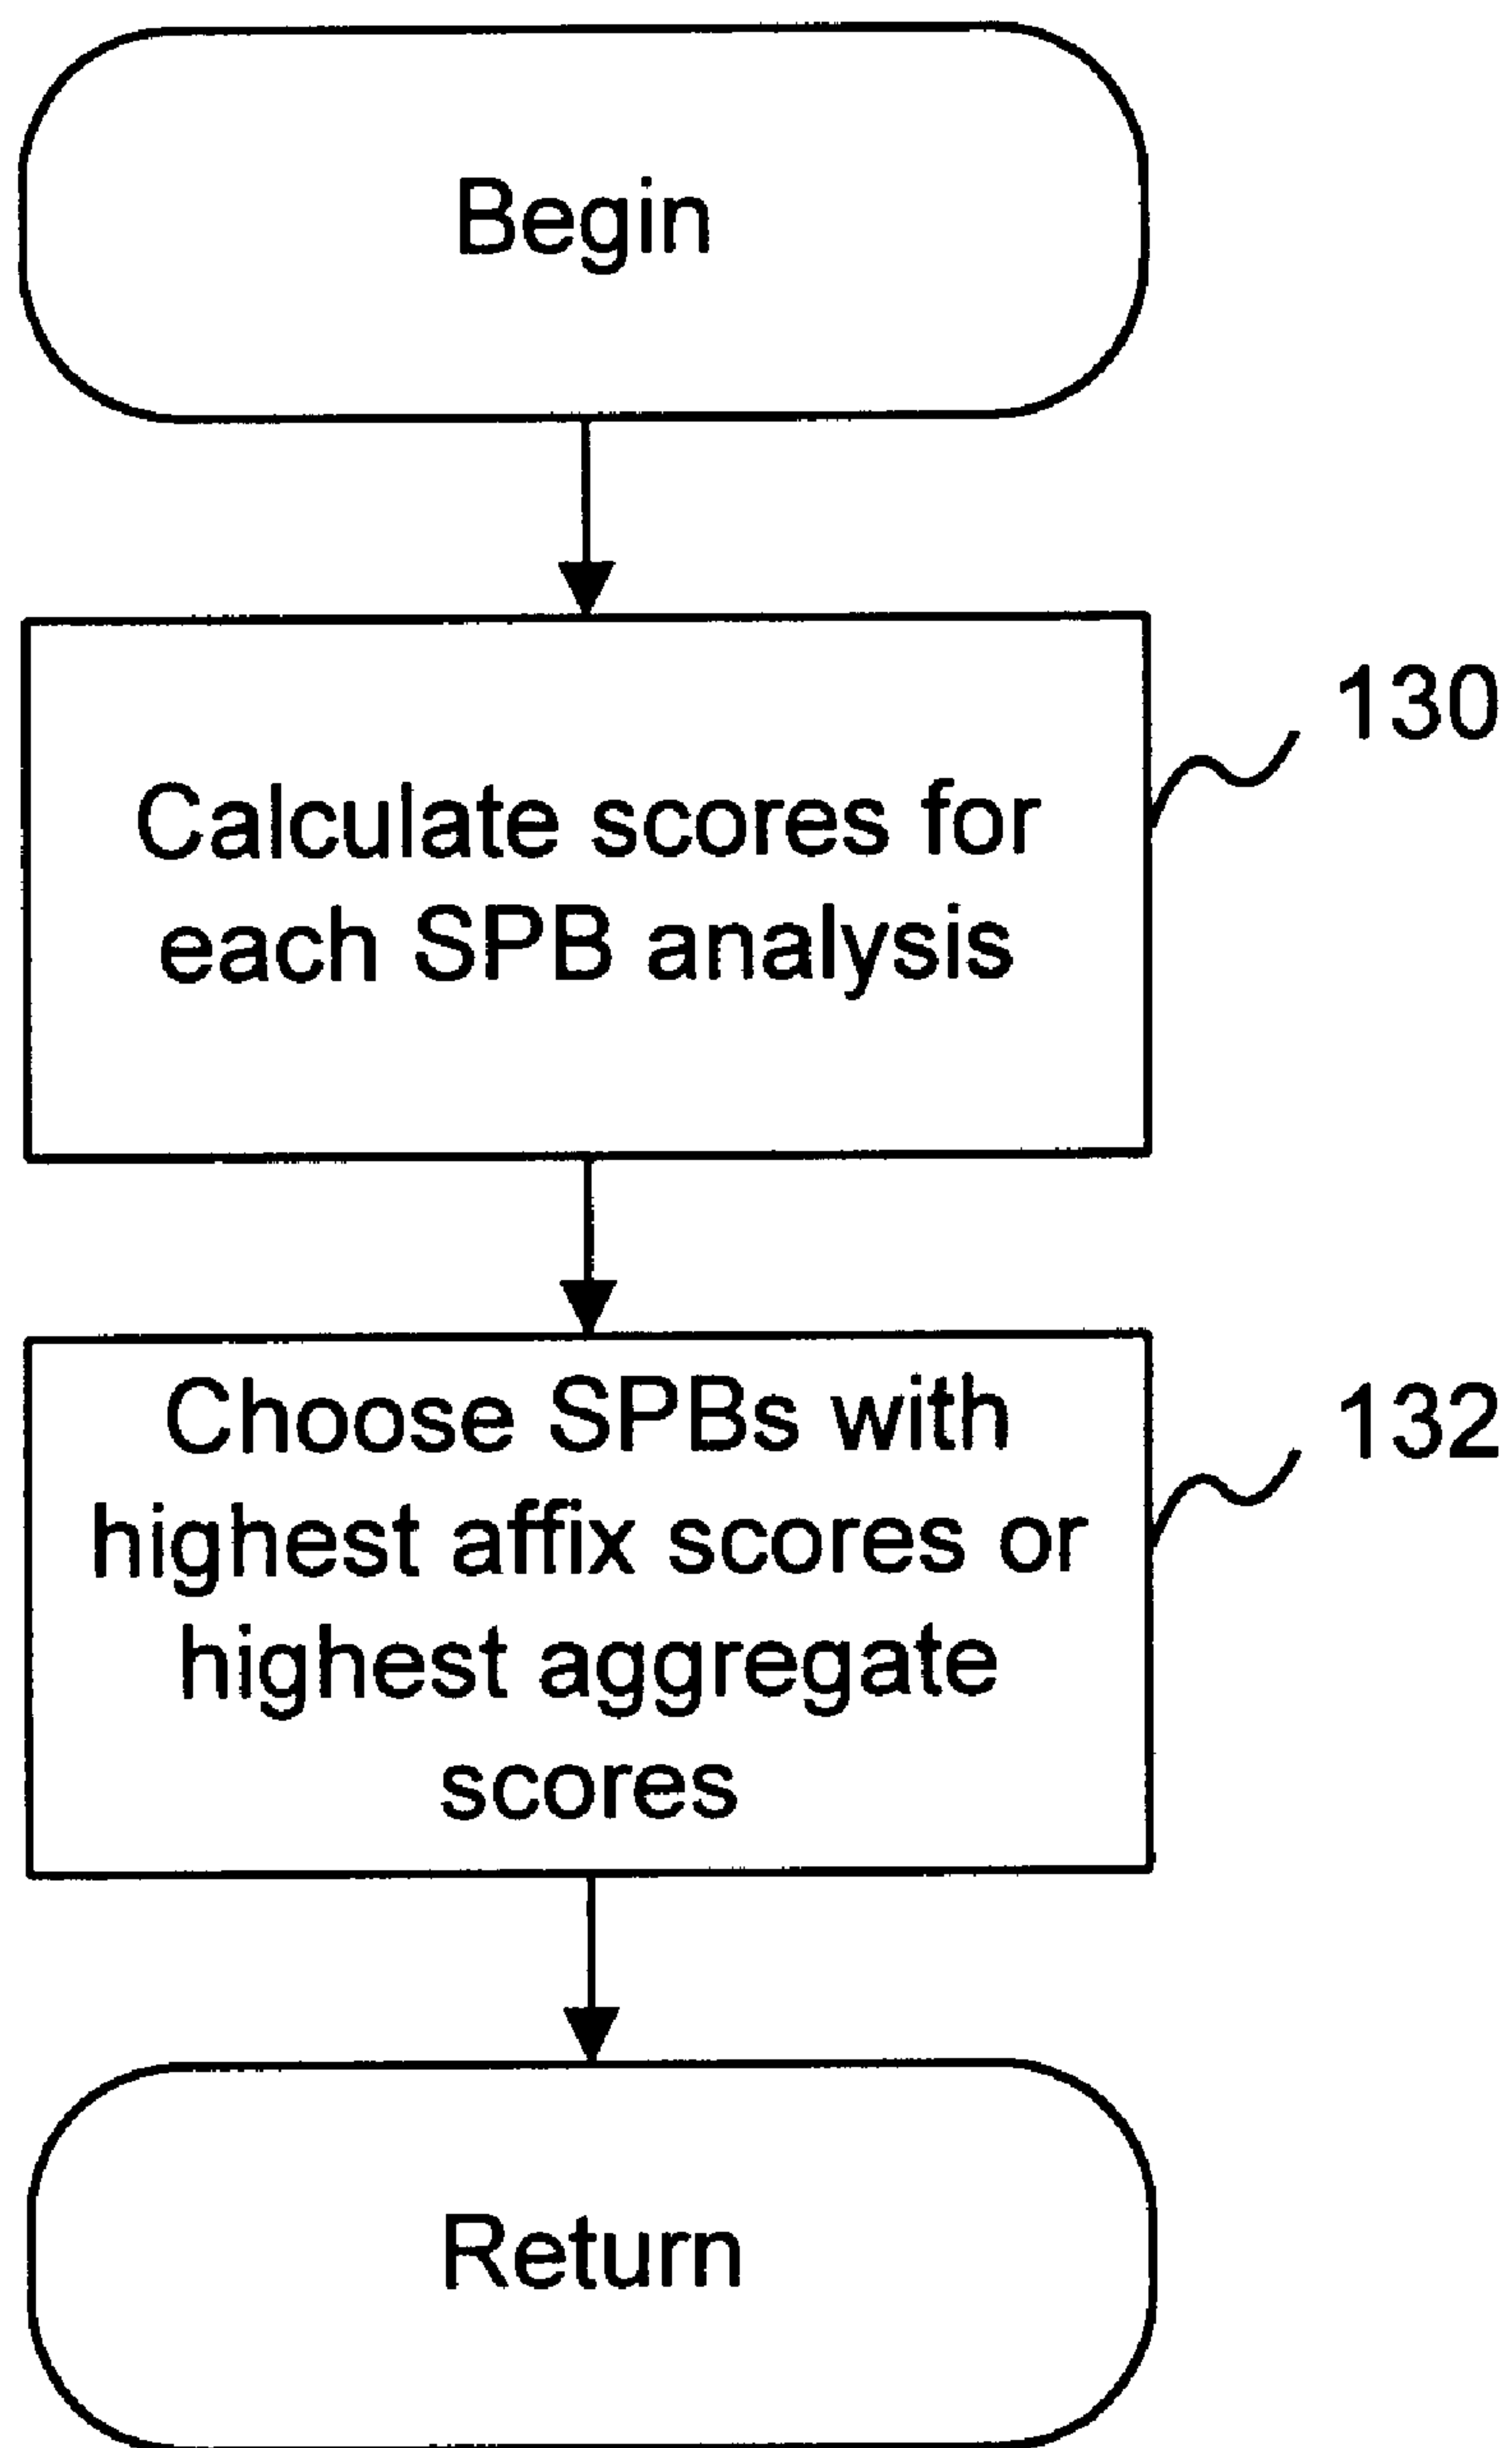 Begin
130
Calculate scores for
each SPB analysis
132
Choose SPBs with
highest affix scores or
highest aggregate
scores
Return